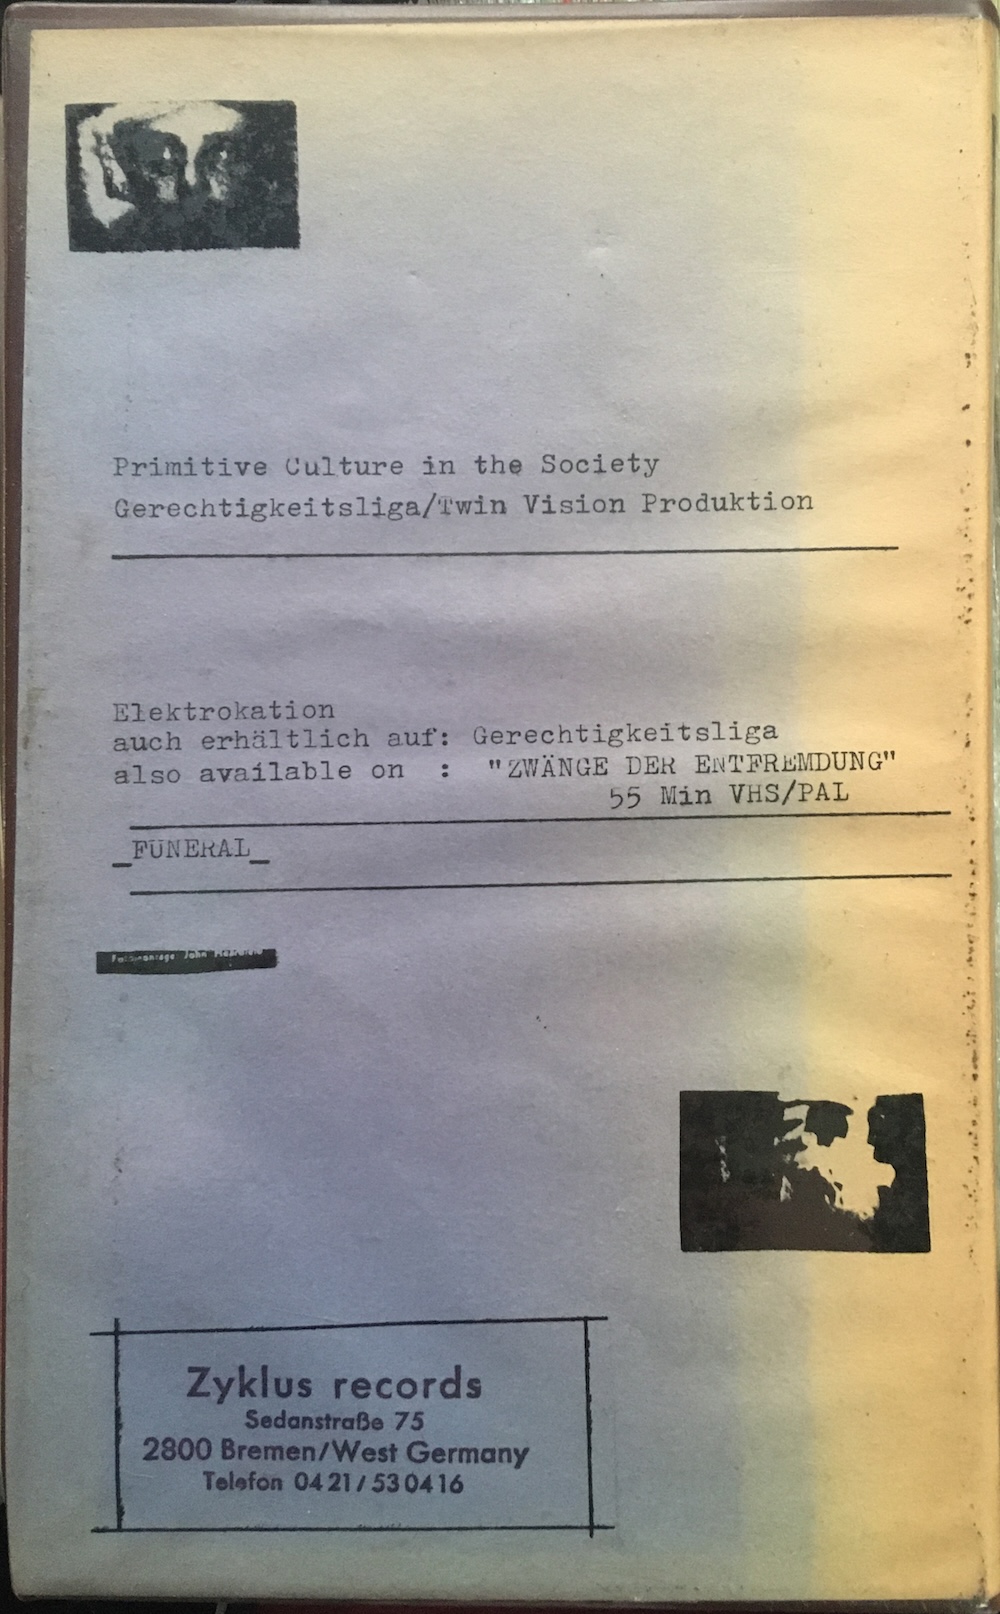 Primitive Culture in the Society
Gerechtigkeitsliga/Twin Vision Produktion
Elektrokation
auch erhältlich auf: Gerechtigkeitsliga
also available on : "ZWÄNGE DER ENTFREMDUNG"
55 Min VHS/PAL
_FUNERAL_
John
Zyklus records
Sedanstraße 75
2800 Bremen/West Germany
Telefon 0421/530416